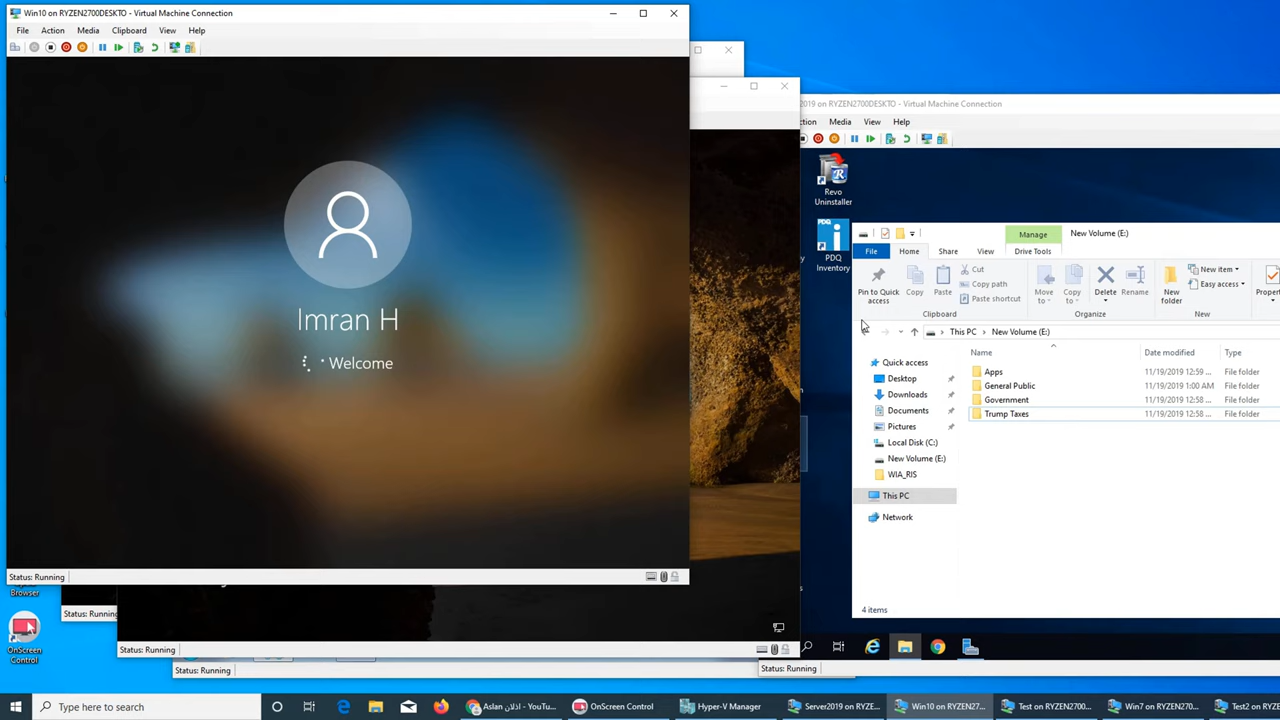 Win10 on RYZEN2700DESKTO - Virtual Machine Connection
File Action Media Clipboard View Help
Imran H
Welcome
Status: Running
Browser
OnScreen
Control
Status: Running
Status: Running
Status: Running
2019 on RYZEN2700DESKTO - Virtual Machine Connection
Media View Help
Revo
Uninstaller
PDQ
Inventory
Manage New Volume (E:)
File Home Share View Drive Tools
Pin to Quick
access
Copy
Paste
Cut
Copy path
Paste shortcut
Move
to
Copy
to
Delete
Rename
New
folder
New item
Easy access
Clipboard Organize New
This PC New Volume (E:)
Name Date modified Type
Quick access
Desktop
Downloads
Documents
Pictures
Local Disk (C:)
New Volume (E:)
WIA_RIS
This PC
Network
Apps 11/19/2019 12:59 ... File folder
General Public 11/19/2019 1:00 AM File folder
Government 11/19/2019 12:58 ... File folder
Trump Taxes 11/19/2019 12:58 ... File folder
4 items
Status: Running
Type here to search
Aslan اذلان - YouTu...
OnScreen Control
Hyper-V Manager
Server2019 on RYZE...
Win10 on RYZEN27...
Test on RYZEN2700...
Win7 on RYZEN270...